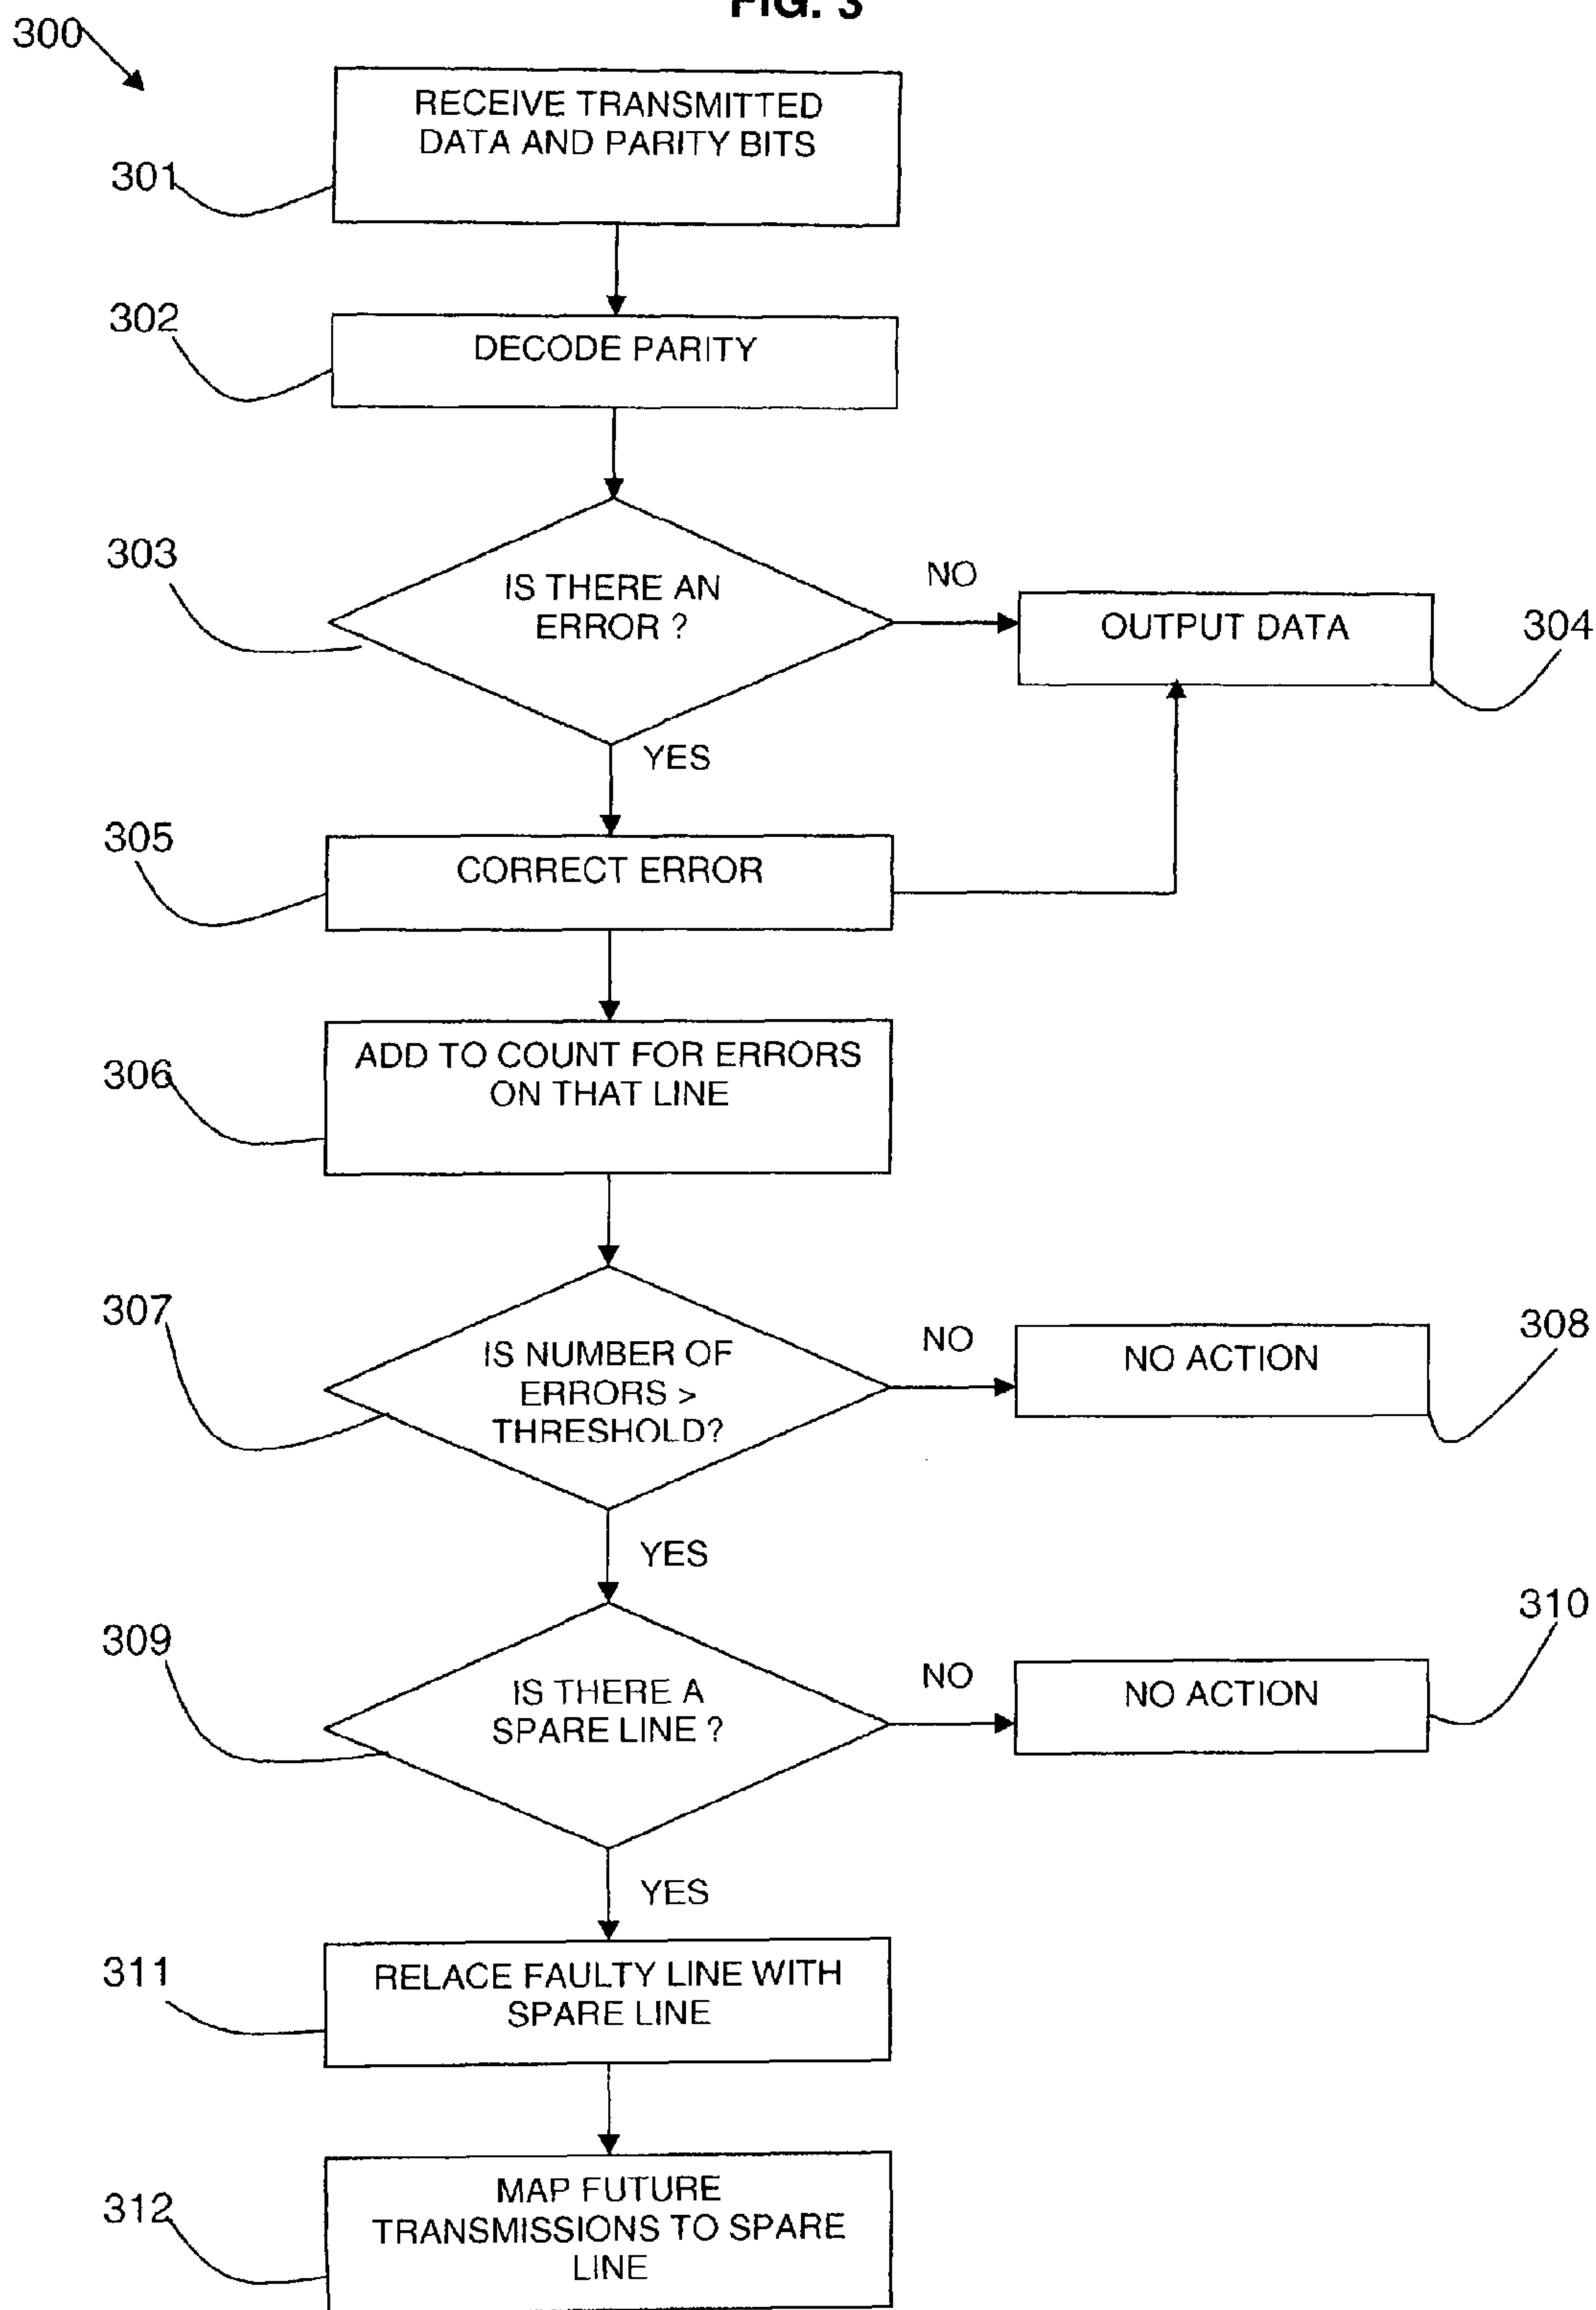 FIG. 3
300
RECEIVE TRANSMITTED
DATA AND PARITY BITS
301
302
DECODE PARITY
303
IS THERE AN
ERROR ?
NO
OUTPUT DATA
304
YES
305
CORRECT ERROR
306
ADD TO COUNT FOR ERRORS
ON THAT LINE
307
IS NUMBER OF
ERRORS >
THRESHOLD?
NO
NO ACTION
308
YES
309
IS THERE A
SPARE LINE ?
NO
NO ACTION
310
YES
311
RELACE FAULTY LINE WITH
SPARE LINE
312
MAP FUTURE
TRANSMISSIONS TO SPARE
LINE